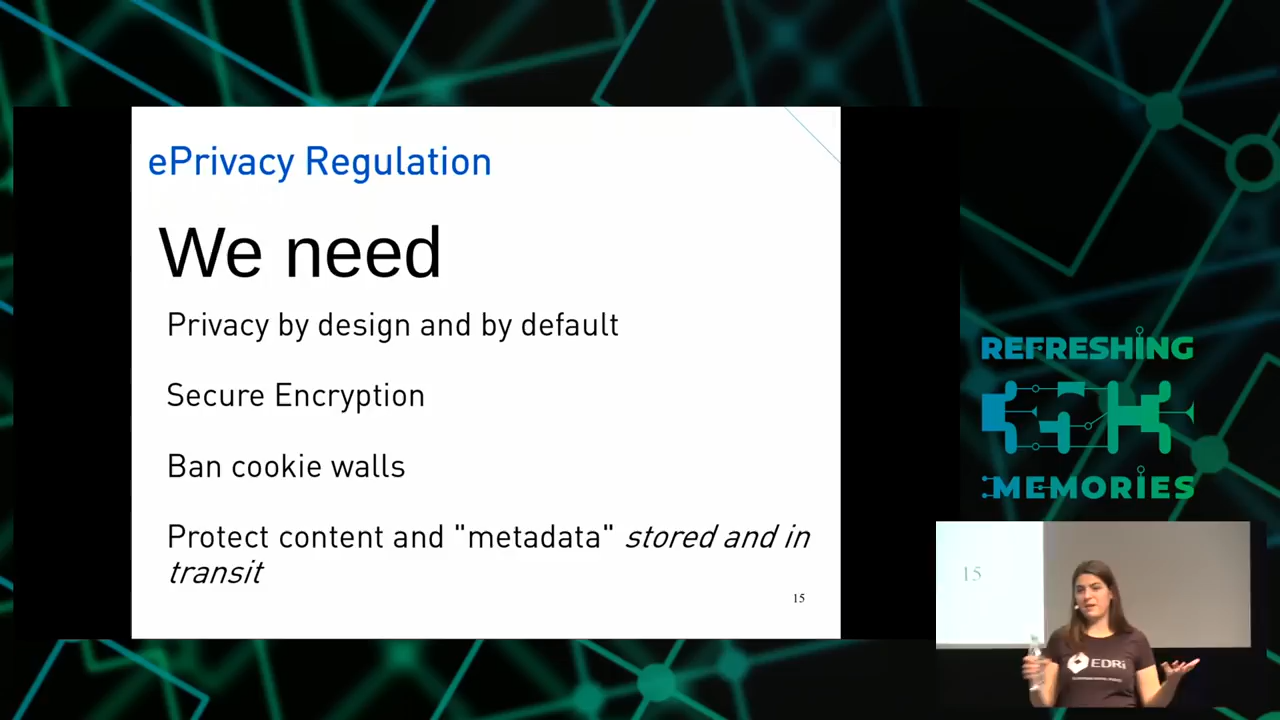 ePrivacy Regulation
We need
Privacy by design and by default
Secure Encryption
Ban cookie walls
Protect content and "metadata" stored and in
transit
15
REFRESHING
35C3
MEMORIES
15
EDRi